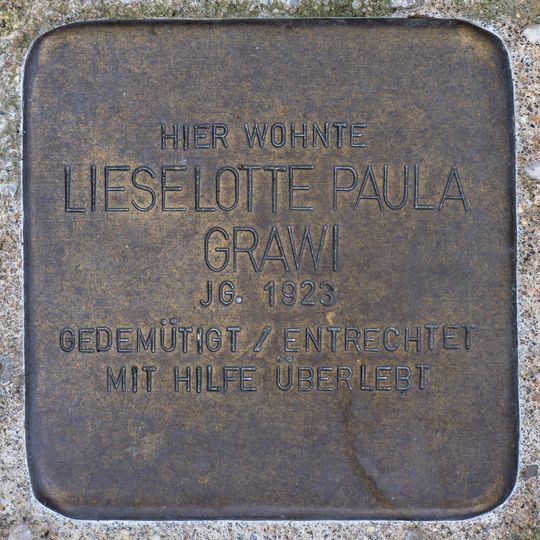 HIER WOHNTE
LIESELOTTE PAULA
GRAWI
JG. 1923
GEDEMÜTIGT / ENTRECHTET
MIT HILFE ÜBERLEBT